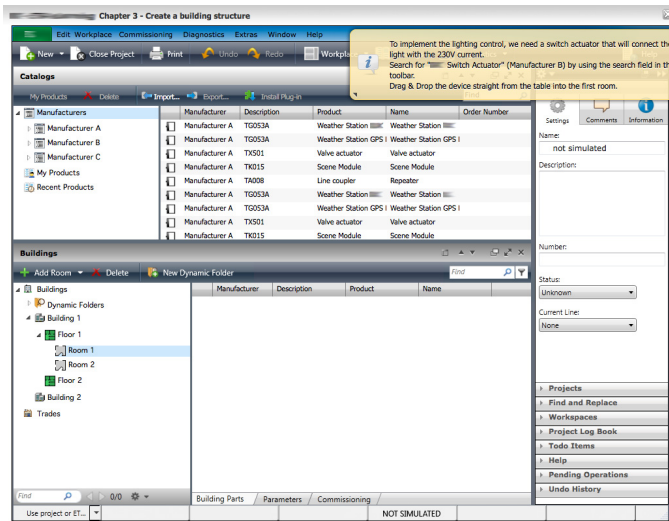 Chapter 3 - Create a building structure
Edit Workplace Commissioning Diagnostics Extras Window Help
New Close Project Print Undo Redo Workpla
To implement the lighting control, we need a switch actuator that will connect the
light with the 230V current.
Search for " Switch Actuator" (Manufacturer B) by using the search field in th
toolbar.
Drag & Drop the device straight from the table into the first room.
Catalogs
My Products Delete Import... Export... Install Plug-in Find
Manufacturers
Manufacturer A
Manufacturer B
Manufacturer C
My Products
Recent Products
Manufacturer Description Product Name Order Number
Manufacturer A TG053A Weather Station Weather Station
Manufacturer A TG053A Weather Station GPS I Weather Station GPS I
Manufacturer A TX501 Valve actuator Valve actuator
Manufacturer A TK015 Scene Module Scene Module
Manufacturer A TA008 Line coupler Repeater
Manufacturer A TG053A Weather Station Weather Station
Manufacturer A TG053A Weather Station GPS I Weather Station GPS I
Manufacturer A TX501 Valve actuator Valve actuator
Manufacturer A TK015 Scene Module Scene Module
Settings Comments Information
Name:
not simulated
Description:
Number:
Status:
Unknown
Current Line:
None
Projects
Find and Replace
Workspaces
Project Log Book
Todo Items
Help
Pending Operations
Undo History
Buildings
Add Room Delete New Dynamic Folder Find
Buildings
Dynamic Folders
Building 1
Floor 1
Room 1
Room 2
Floor 2
Building 2
Trades
Manufacturer Description Product Name
Find 0/0
Building Parts Parameters Commissioning
Use project or ET... NOT SIMULATED